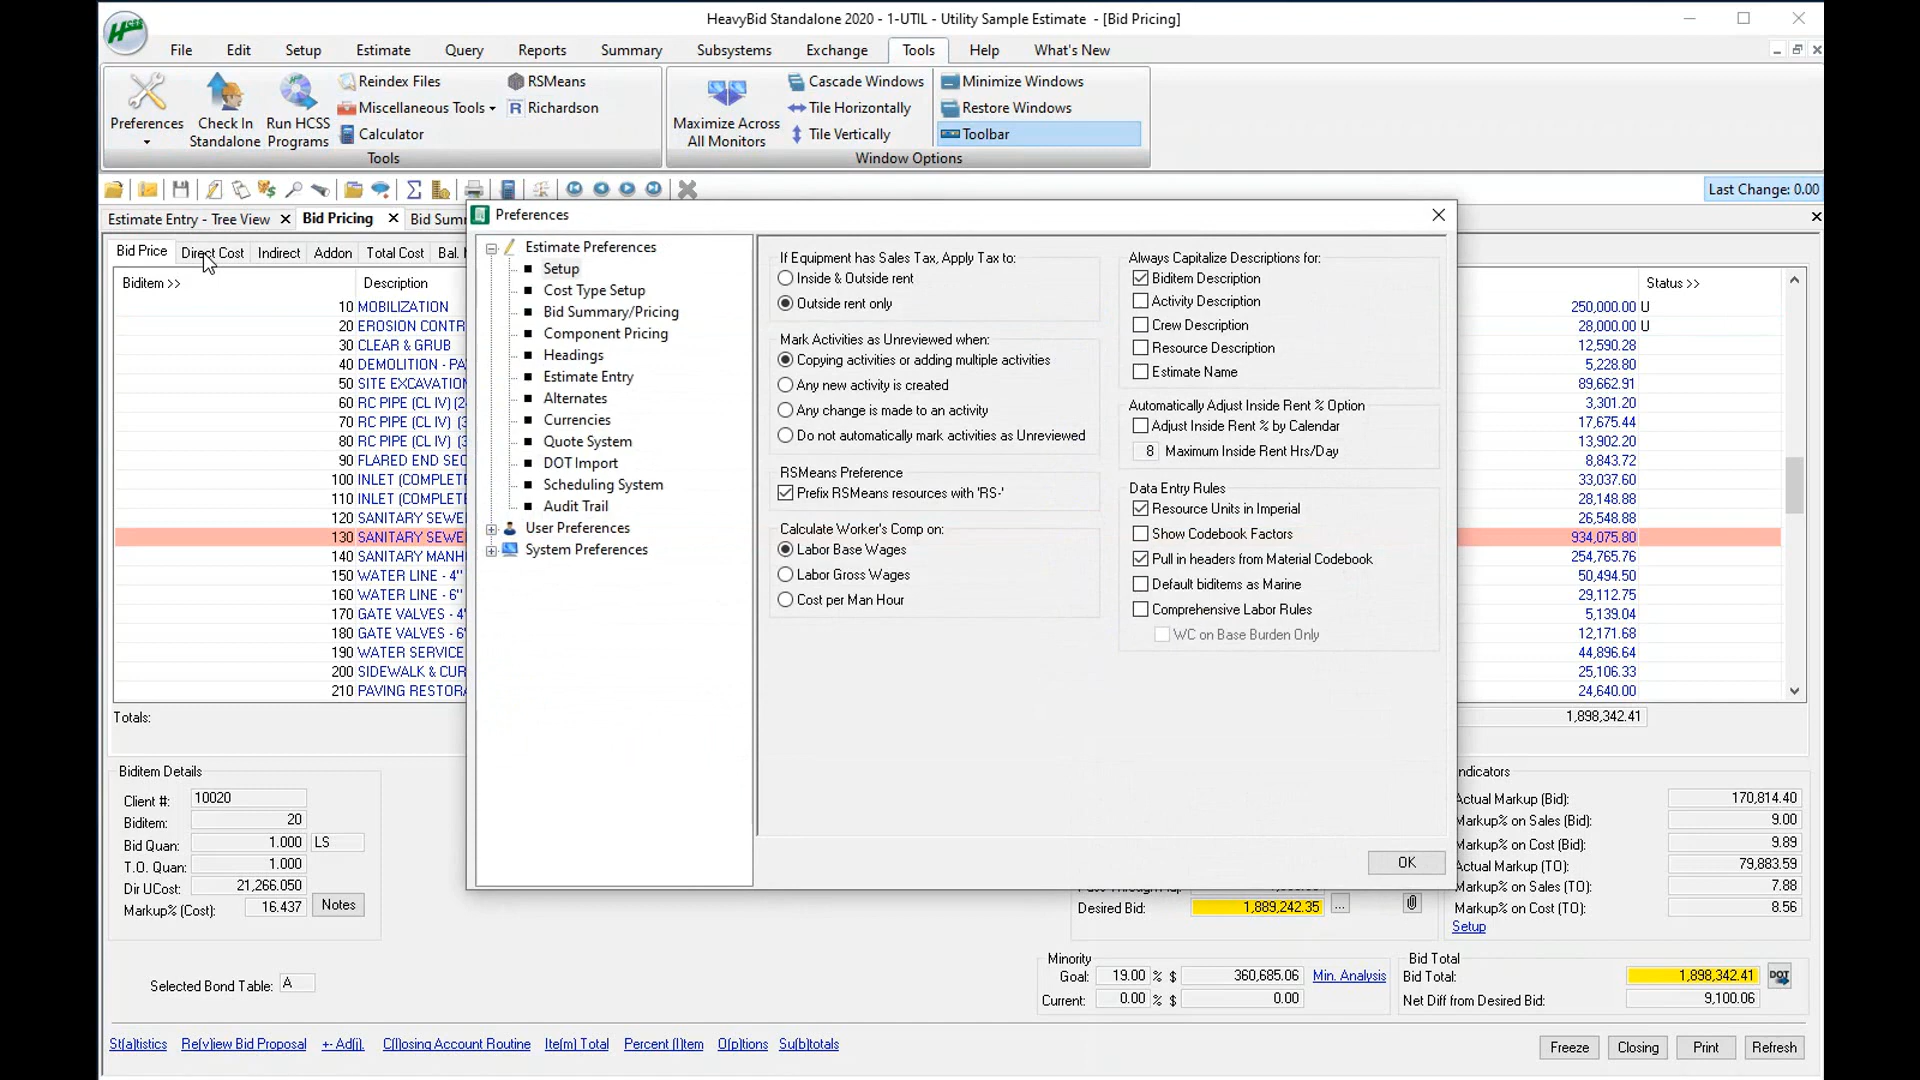 HCSS
HeavyBid Standalone 2020 - 1-UTIL - Utility Sample Estimate - [Bid Pricing]
File Edit Setup Estimate Query Reports Summary Subsystems Exchange Tools Help What's New
Preferences
Check In Standalone
Run HCSS Programs
Reindex Files
Miscellaneous Tools
Calculator
RSMeans
R Richardson
Tools
Maximize Across All Monitors
Cascade Windows
Tile Horizontally
Tile Vertically
Minimize Windows
Restore Windows
Toolbar
Window Options
Last Change: 0.00
Estimate Entry - Tree View
Bid Pricing
Bid Sum
Bid Price Direct Cost Indirect Addon Total Cost Bal.
Biditem >> Description Status >>
10 MOBILIZATION 250,000.00 U
20 EROSION CONTR 28,000.00 U
30 CLEAR & GRUB 12,590.28
40 DEMOLITION - PA 5,228.80
50 SITE EXCAVATION 89,662.91
60 RC PIPE (CL IV) (2 3,301.20
70 RC PIPE (CL IV) (3 17,675.44
80 RC PIPE (CL IV) (3 13,902.20
90 FLARED END SEC 8,843.72
100 INLET (COMPLETE 33,037.60
110 INLET (COMPLETE 28,148.88
120 SANITARY SEWE 26,548.88
130 SANITARY SEWE 934,075.80
140 SANITARY MANH 254,765.76
150 WATER LINE - 4" 50,494.50
160 WATER LINE - 6" 29,112.75
170 GATE VALVES - 4" 5,139.04
180 GATE VALVES - 6" 12,171.68
190 WATER SERVICE 44,896.64
200 SIDEWALK & CUR 25,106.33
210 PAVING RESTORA 24,640.00
Totals: 1,898,342.41
Preferences
Estimate Preferences
Setup
Cost Type Setup
Bid Summary/Pricing
Component Pricing
Headings
Estimate Entry
Alternates
Currencies
Quote System
DOT Import
Scheduling System
Audit Trail
User Preferences
System Preferences
If Equipment has Sales Tax, Apply Tax to:
Inside & Outside rent
Outside rent only
Mark Activities as Unreviewed when:
Copying activities or adding multiple activities
Any new activity is created
Any change is made to an activity
Do not automatically mark activities as Unreviewed
RSMeans Preference
Prefix RSMeans resources with 'RS-'
Calculate Worker's Comp on:
Labor Base Wages
Labor Gross Wages
Cost per Man Hour
Always Capitalize Descriptions for:
Biditem Description
Activity Description
Crew Description
Resource Description
Estimate Name
Automatically Adjust Inside Rent % Option
Adjust Inside Rent % by Calendar
8 Maximum Inside Rent Hrs/Day
Data Entry Rules
Resource Units in Imperial
Show Codebook Factors
Pull in headers from Material Codebook
Default biditems as Marine
Comprehensive Labor Rules
WC on Base Burden Only
OK
Biditem Details
Client #: 10020
Biditem: 20
Bid Quan: 1.000 LS
T.O. Quan: 1.000
Dir UCost: 21,266.050
Markup% (Cost): 16.437 Notes
Selected Bond Table: A
Desired Bid: 1,889,242.35 ...
ndicators
Actual Markup (Bid): 170,814.40
Markup% on Sales (Bid): 9.00
Markup% on Cost (Bid): 9.89
Actual Markup (TO): 79,883.59
Markup% on Sales (TO): 7.88
Markup% on Cost (TO): 8.56
Setup
Minority
Goal: 19.00 % $ 360,685.06 Min. Analysis
Current: 0.00 % $ 0.00
Bid Total
Bid Total: 1,898,342.41 DOT
Net Diff from Desired Bid: 9,100.06
St(a)tistics Re(v)iew Bid Proposal +- Ad(j). C(l)osing Account Routine Ite(m) Total Percent (I)tem O(p)tions Su(b)totals
Freeze Closing Print Refresh